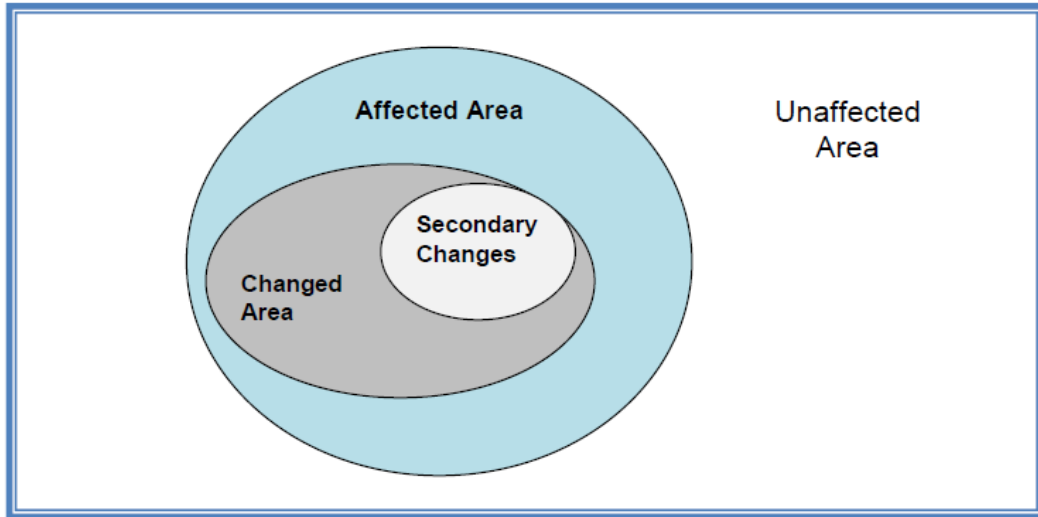 Affected Area
Unaffected
Area
Secondary
Changes
Changed
Area